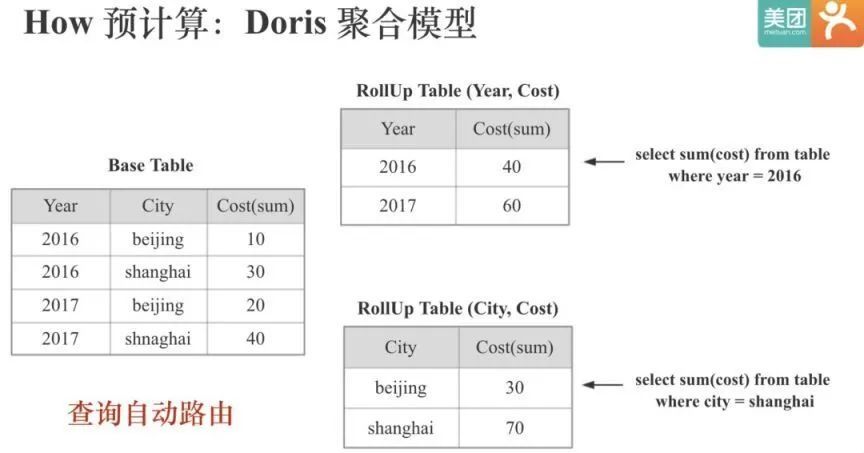 How 预计算：Doris 聚合模型
美团
meituan.com
Base Table
Year City Cost(sum)
2016 beijing 10
2016 shanghai 30
2017 beijing 20
2017 shnaghai 40
查询自动路由
RollUp Table (Year, Cost)
Year Cost(sum)
2016 40
2017 60
select sum(cost) from table
where year = 2016
RollUp Table (City, Cost)
City Cost(sum)
beijing 30
shanghai 70
select sum(cost) from table
where city = shanghai